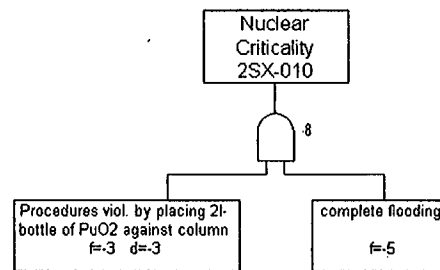 Nuclear
Criticality
2SX-010
-8
Procedures viol. by placing 2l-
bottle of PuO2 against column
f=-3 d=-3
complete flooding
f=-5